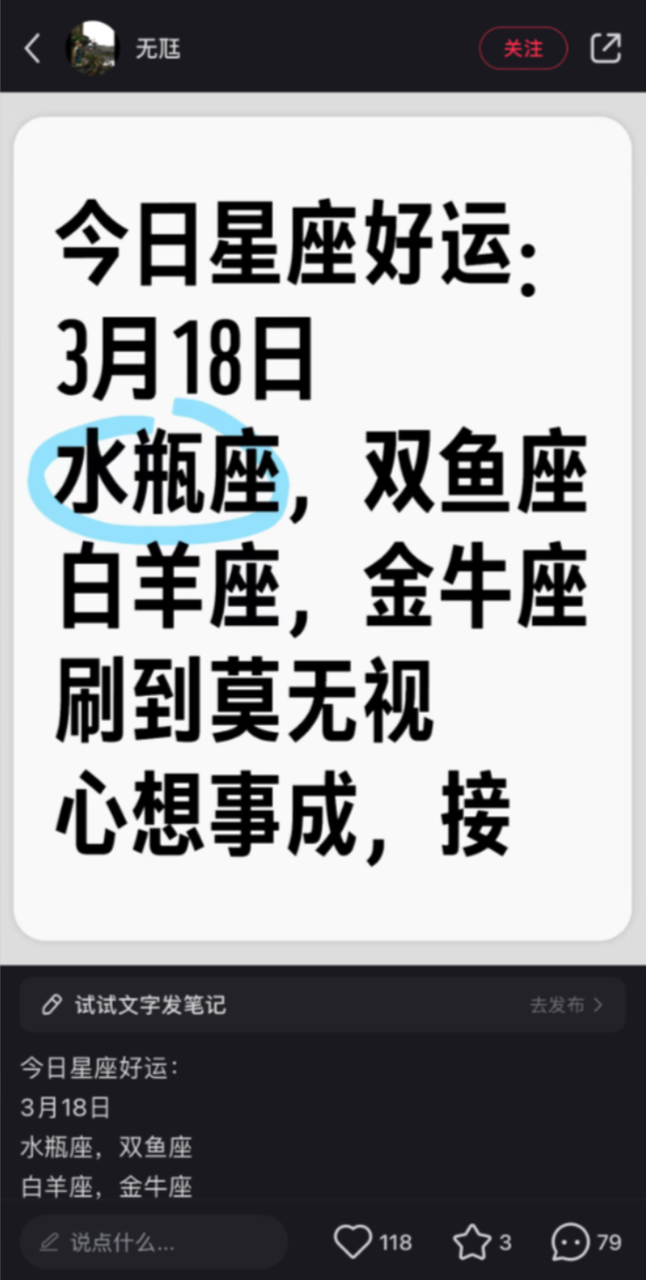 无尫
关注
今日星座好运：
3月18日
水瓶座，双鱼座
白羊座，金牛座
刷到莫无视
心想事成，接
试试文字发笔记
去发布
今日星座好运：
3月18日
水瓶座，双鱼座
白羊座，金牛座
说点什么...
118
3
79